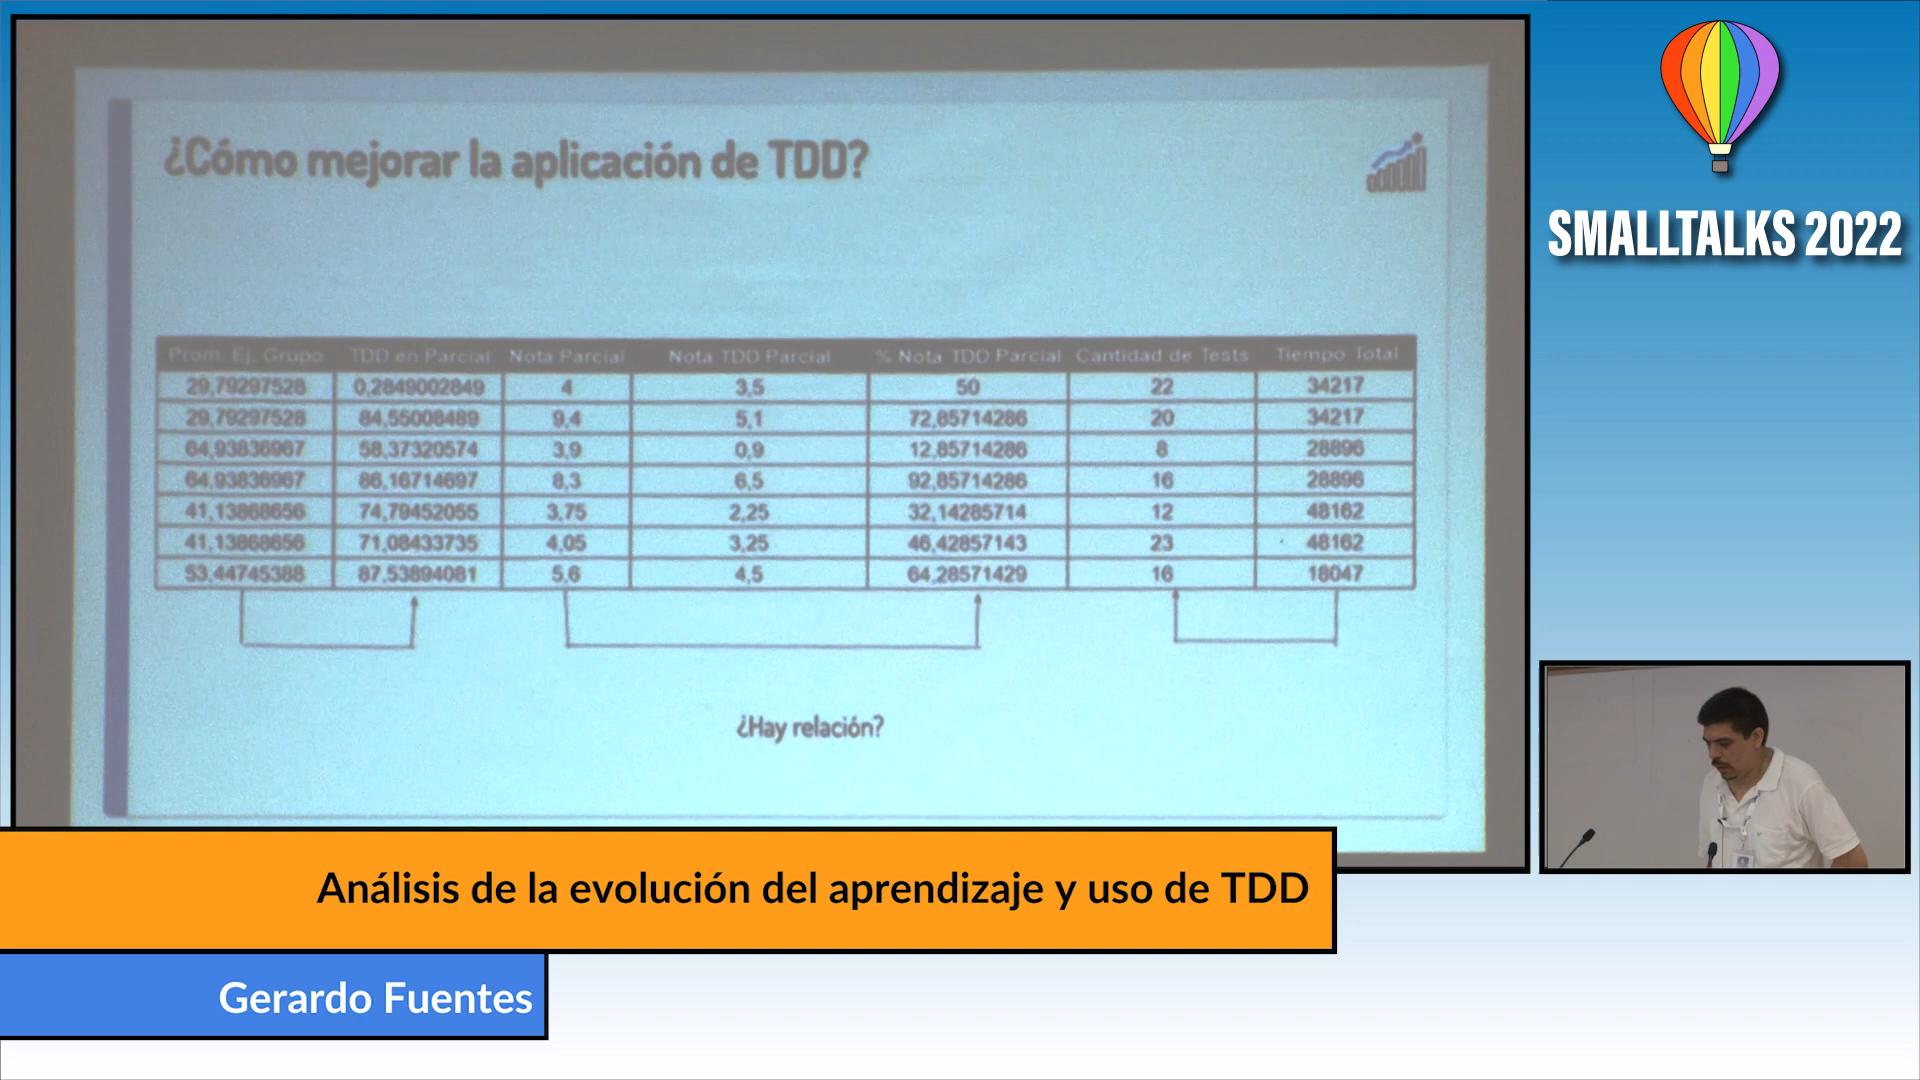 ¿Cómo mejorar la aplicación de TDD?
Prom. Ej. Grupo TDD en Parcial Nota Parcial Nota TDD Parcial % Nota TDD Parcial Cantidad de Tests Tiempo Total
29,79297528 0,2849002849 4 3,5 50 22 34217
29,79297528 84,55008489 9,4 5,1 72,85714286 20 34217
64,93836967 58,37320574 3,9 0,9 12,85714286 8 28896
64,93836967 86,16714697 8,3 6,5 92,85714286 16 28896
41,13868656 74,79452055 3,75 2,25 32,14285714 12 48162
41,13868656 71,08433735 4,05 3,25 46,42857143 23 48162
53,44745388 87,53894081 5,6 4,5 64,28571429 16 18047
¿Hay relación?
SMALLTALKS 2022
Análisis de la evolución del aprendizaje y uso de TDD
Gerardo Fuentes